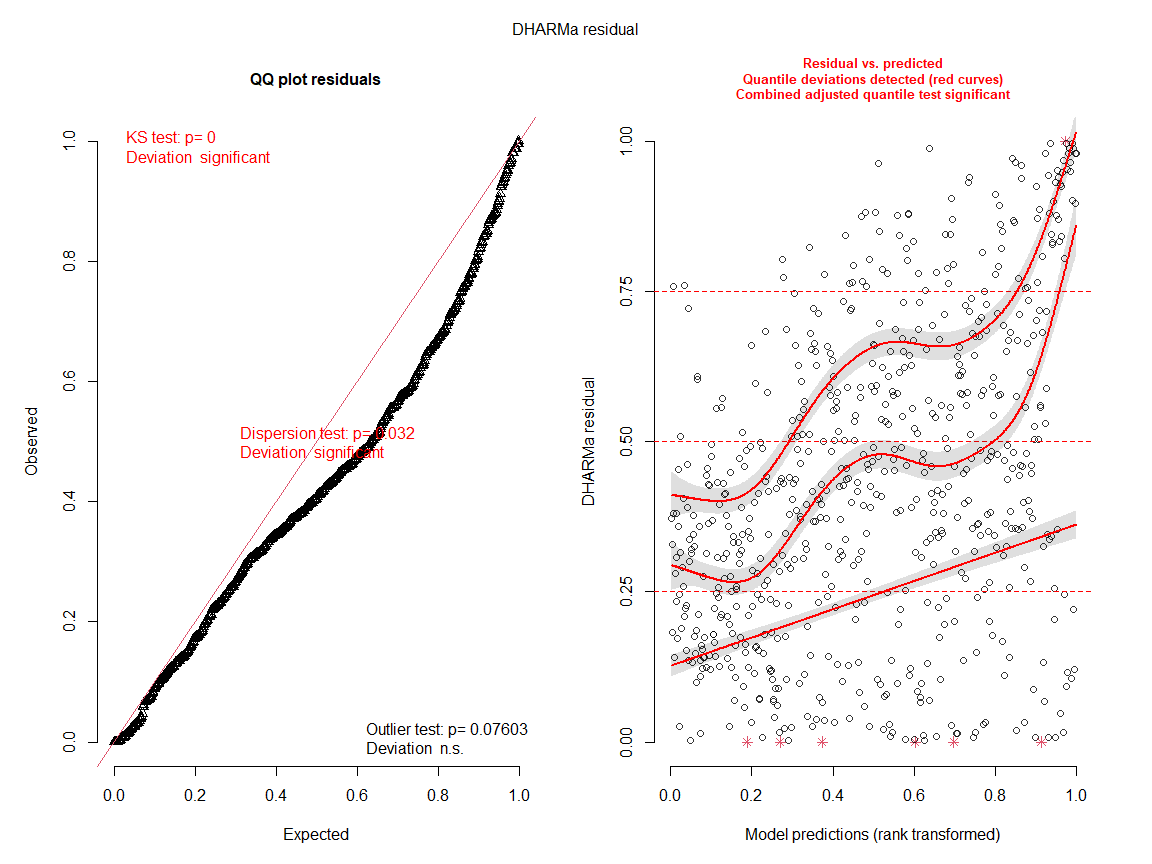 DHARMa residual
QQ plot residuals
KS test: p= 0
Deviation significant
Dispersion test: p= 0.032
Deviation significant
Outlier test: p= 0.07603
Deviation n.s.
Observed
0.0
0.2
0.4
0.6
0.8
1.0
0.0 0.2 0.4 0.6 0.8 1.0
Expected
Residual vs. predicted
Quantile deviations detected (red curves)
Combined adjusted quantile test significant
DHARMa residual
0.00
0.25
0.50
0.75
1.00
0.0 0.2 0.4 0.6 0.8 1.0
Model predictions (rank transformed)